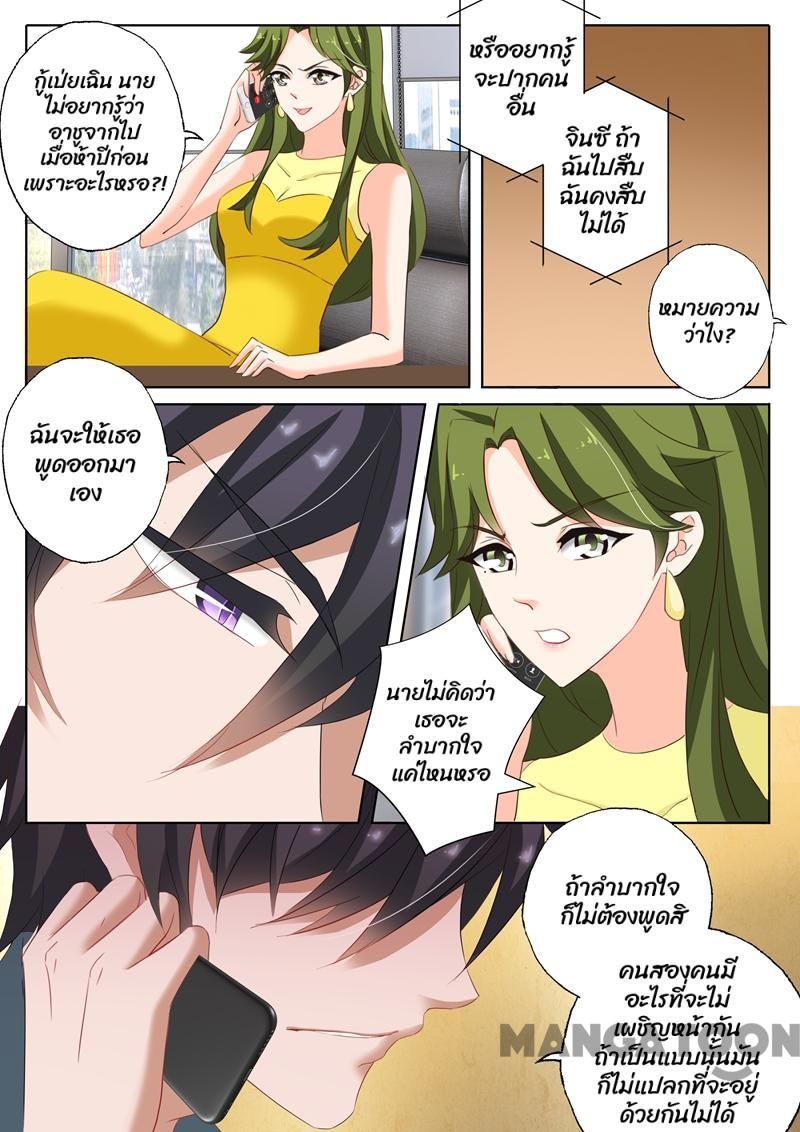 กู้เป่ยเฉิน นาย
ไม่อยากรู้ว่า
อาชูจากไป
เมื่อห้าปีก่อน
เพราะอะไรหรอ?!
หรืออยากรู้
จะปากคน
อื่น
จินซี ถ้า
ฉันไปสืบ
ฉันคงสืบ
ไม่ได้
หมายความ
ว่าไง?
ฉันจะให้เธอ
พูดออกมา
เอง
นายไม่คิดว่า
เธอจะ
ลำบากใจ
แค่ไหนหรอ
ถ้าลำบากใจ
ก็ไม่ต้องพูดสิ
คนสองคนมี
อะไรที่จะไม่
เผชิญหน้ากัน
ถ้าเป็นแบบนั้นมัน
ก็ไม่แปลกที่จะอยู่
ด้วยกันไม่ได้
MANGATOON